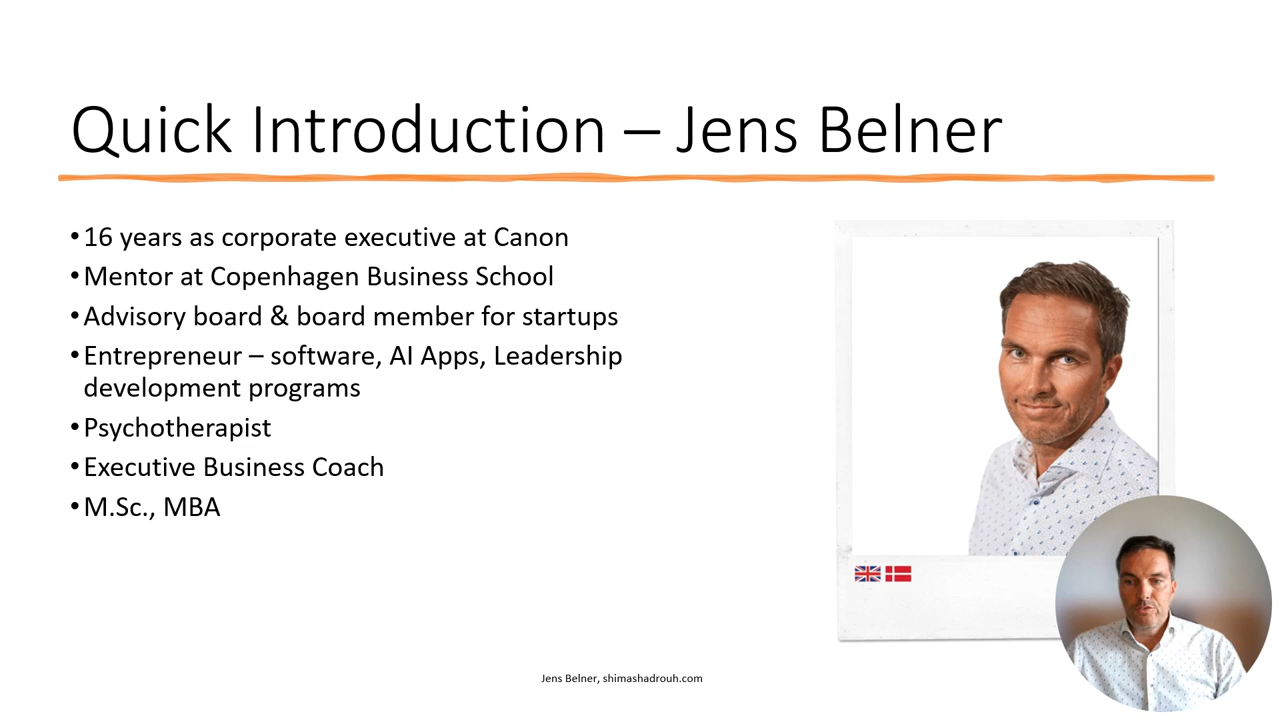 Quick Introduction – Jens Belner
•16 years as corporate executive at Canon
•Mentor at Copenhagen Business School
•Advisory board & board member for startups
•Entrepreneur – software, AI Apps, Leadership
development programs
•Psychotherapist
•Executive Business Coach
•M.Sc., MBA
Jens Belner, shimashadrouh.com